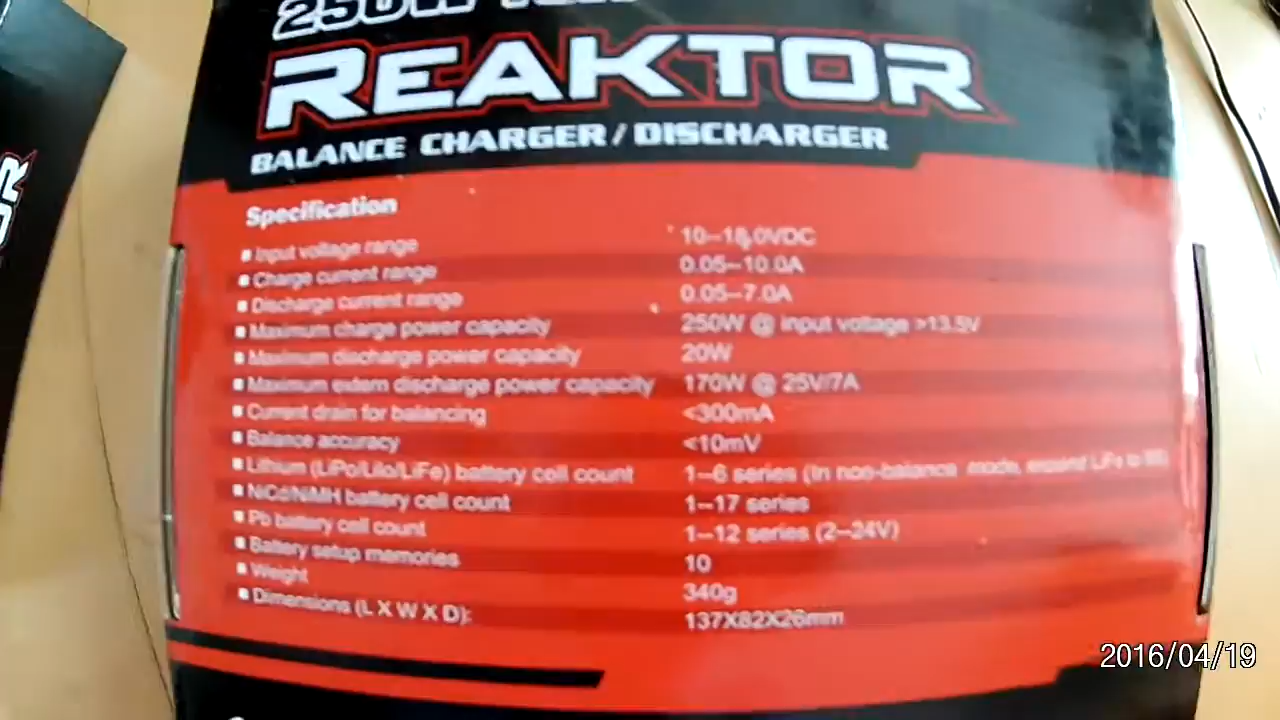 250W
REAKTOR
BALANCE CHARGER / DISCHARGER
Specification
Input voltage range 10–18.0VDC
Charge current range 0.05–10.0A
Discharge current range 0.05–7.0A
Maximum charge power capacity 250W @ input voltage >13.5V
Maximum discharge power capacity 20W
Maximum extern discharge power capacity 170W @ 25V/7A
Current drain for balancing <300mA
Balance accuracy <10mV
Lithium (LiPo/LiIo/LiFe) battery cell count 1–6 series (In non-balance mode, LiFe to
NiCd/NiMH battery cell count 1–17 series
Pb battery cell count 1–12 series (2–24V)
Battery setup memories 10
Weight 340g
Dimensions (L X W X D): 137X82X26mm
2016/04/19